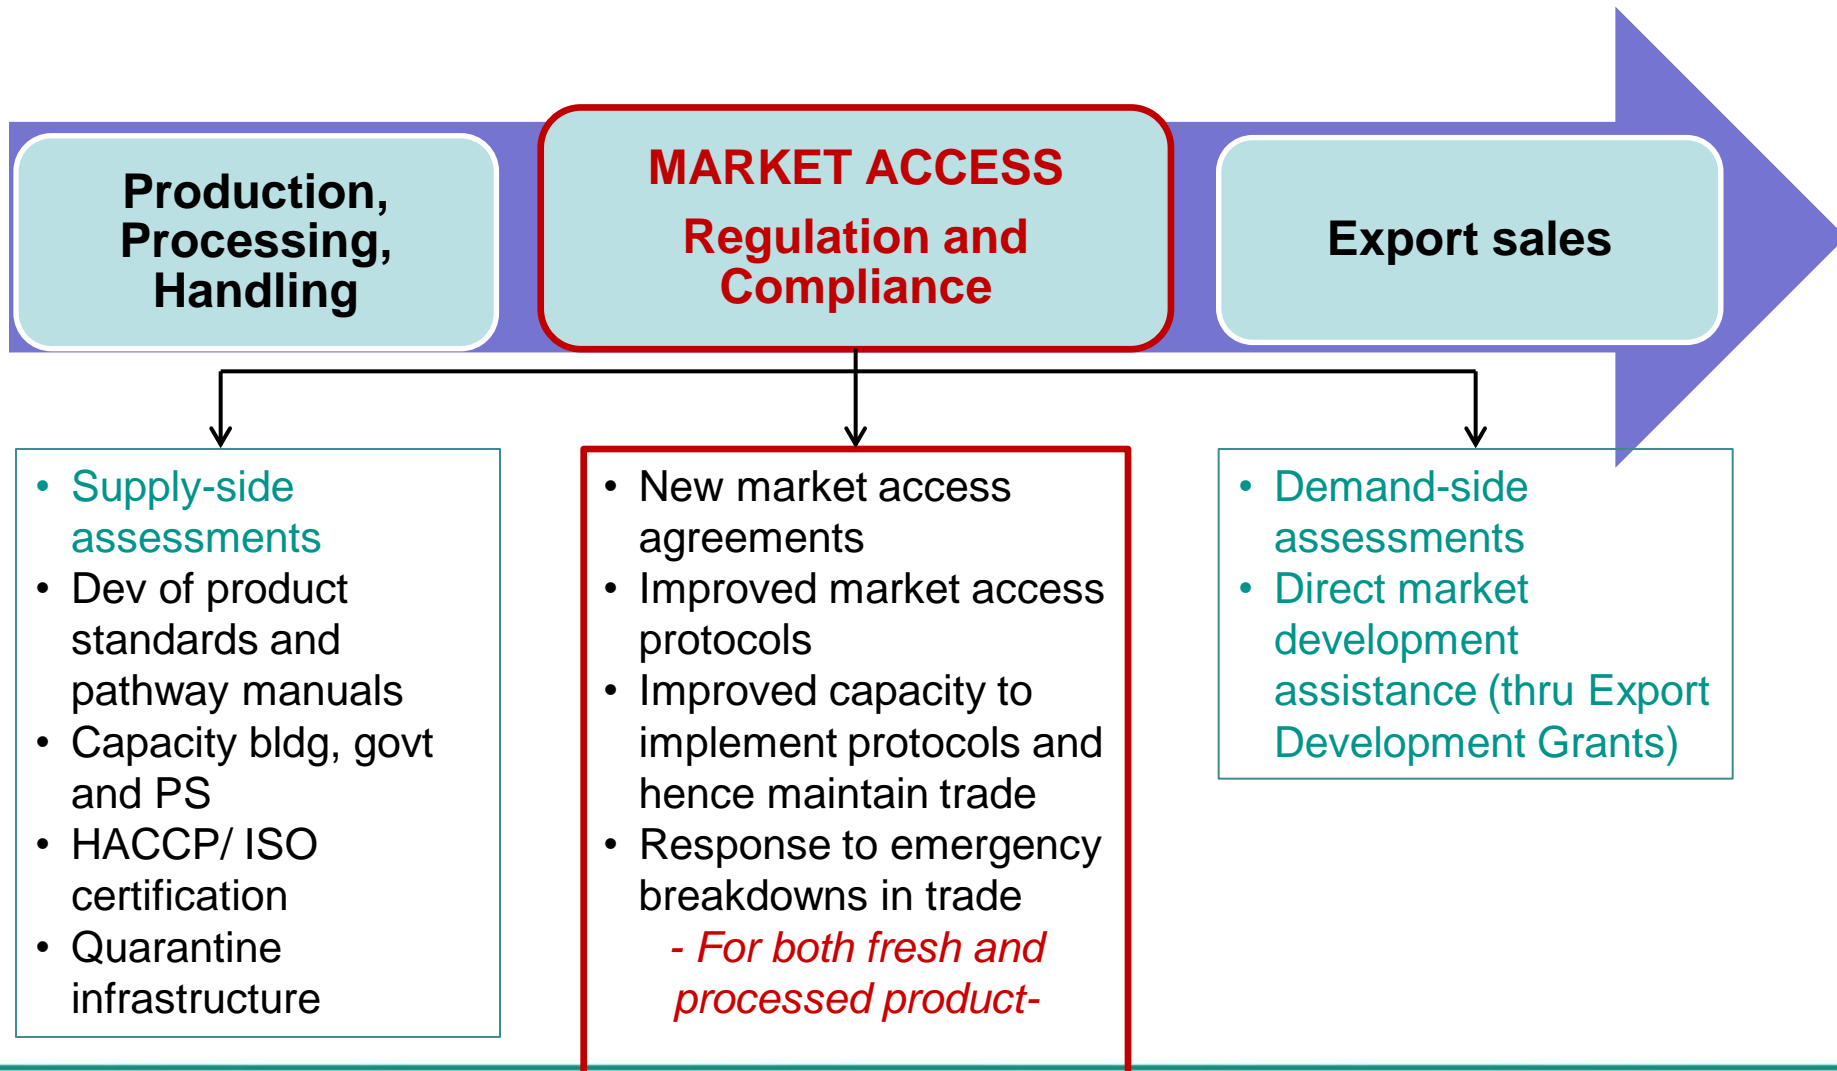 Production,
Processing,
Handling
MARKET ACCESS
Regulation and
Compliance
Export sales
• Supply-side
assessments
• Dev of product
standards and
pathway manuals
• Capacity bldg, govt
and PS
• HACCP/ ISO
certification
• Quarantine
infrastructure
• New market access
agreements
• Improved market access
protocols
• Improved capacity to
implement protocols and
hence maintain trade
• Response to emergency
breakdowns in trade
- For both fresh and
processed product-
• Demand-side
assessments
• Direct market
development
assistance (thru Export
Development Grants)